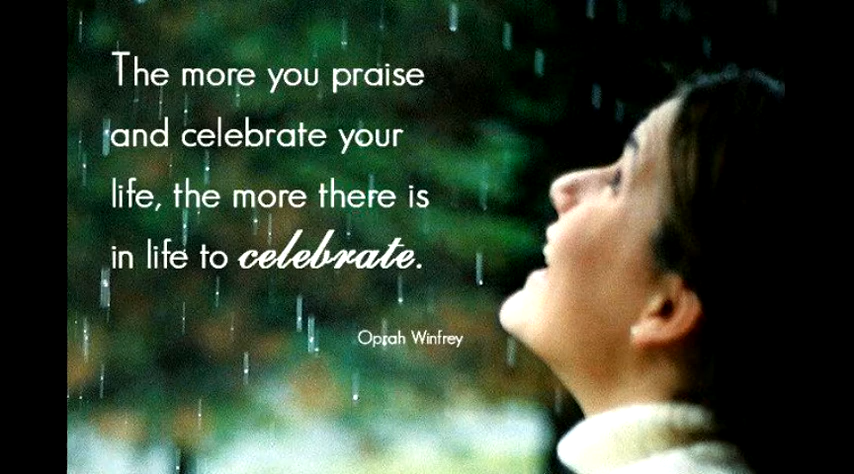 The more you praise
and celebrate your
life, the more there is
in life to celebrate.
Oprah Winfrey